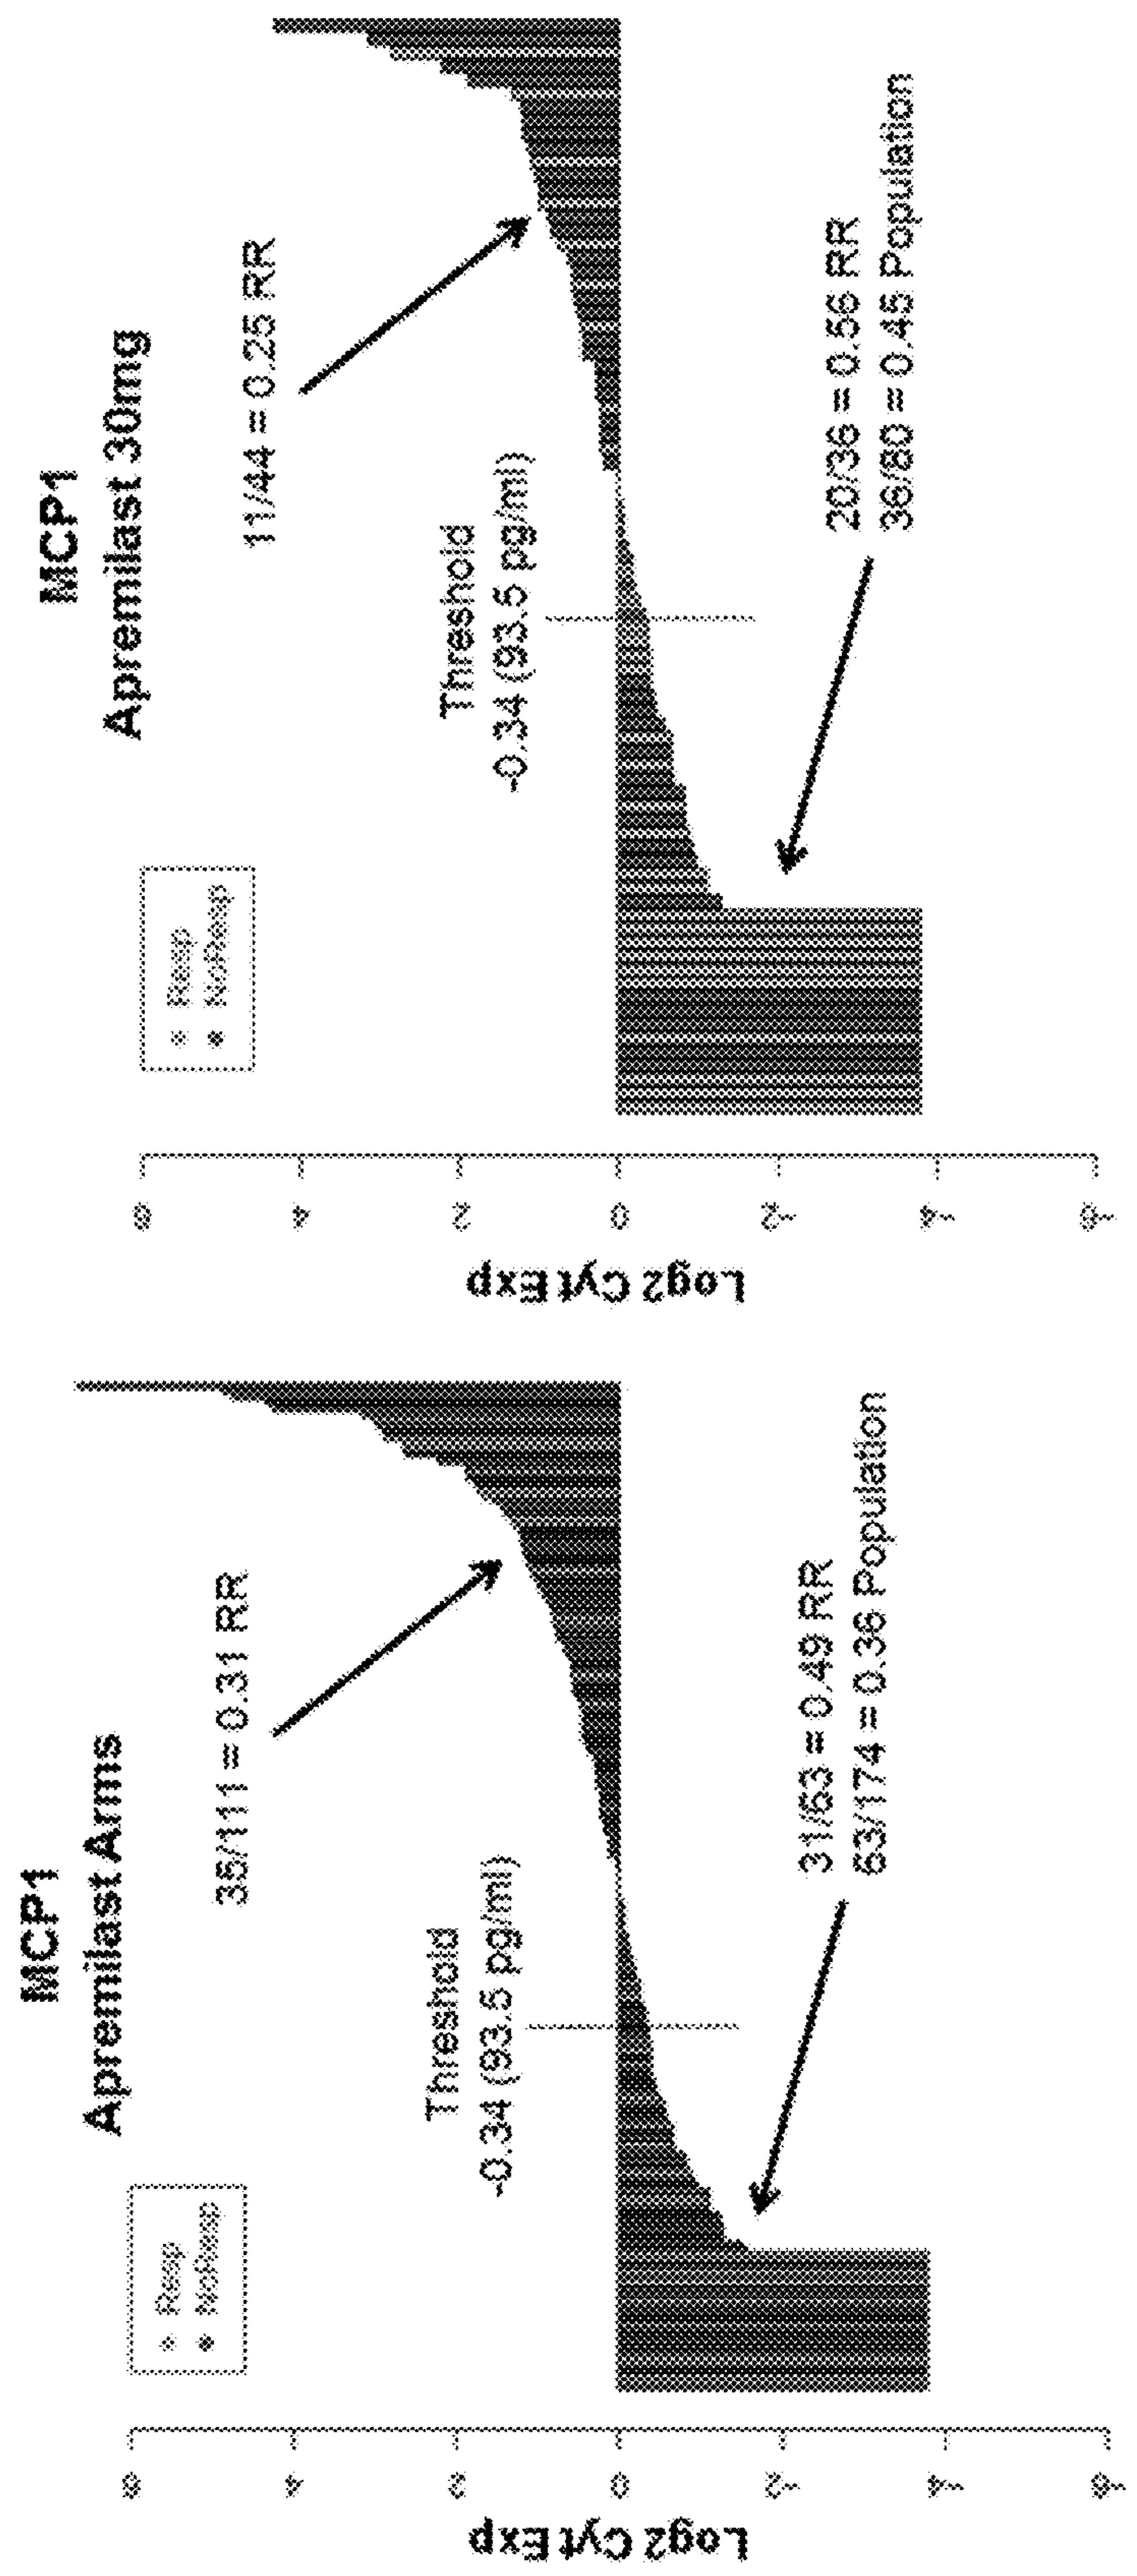 MCP1
Apremilast Arms
Resp
NoResp
35/111 = 0.31 RR
Threshold
-0.34 (93.5 pg/ml)
31/63 = 0.49 RR
63/174 = 0.36 Population
Log2 Cyt Exp
6
4
2
0
-2
-4
-6
MCP1
Apremilast 30mg
Resp
NoResp
11/44 = 0.25 RR
Threshold
-0.34 (93.5 pg/ml)
20/36 = 0.56 RR
36/80 = 0.45 Population
Log2 Cyt Exp
6
4
2
0
-2
-4
-6